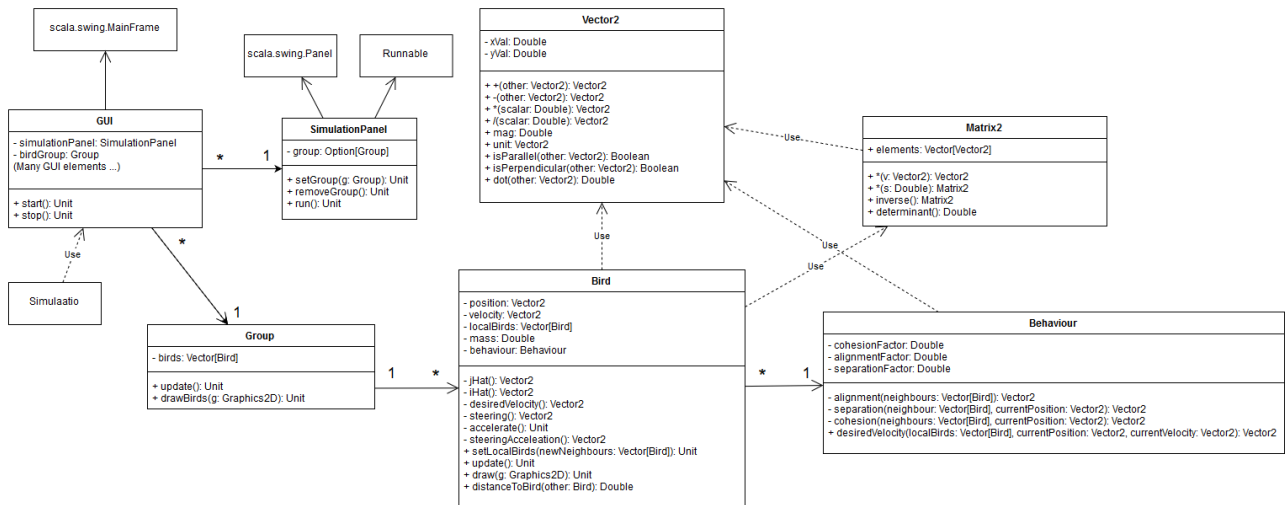 scala.swing.MainFrame
scala.swing.Panel
Runnable
GUI
- simulationPanel: SimulationPanel
- birdGroup: Group
(Many GUI elements ...)
+ start(): Unit
+ stop(): Unit
*
1
SimulationPanel
- group: Option[Group]
+ setGroup(g: Group): Unit
+ removeGroup(): Unit
+ run(): Unit
Use
Simulaatio
*
1
Group
- birds: Vector[Bird]
+ update(): Unit
+ drawBirds(g: Graphics2D): Unit
1
*
Vector2
- xVal: Double
- yVal: Double
+ +(other: Vector2): Vector2
+ -(other: Vector2): Vector2
+ *(scalar: Double): Vector2
+ /(scalar: Double): Vector2
+ mag: Double
+ unit: Vector2
+ isParallel(other: Vector2): Boolean
+ isPerpendicular(other: Vector2): Boolean
+ dot(other: Vector2): Double
Use
Matrix2
+ elements: Vector[Vector2]
+ *(v: Vector2): Vector2
+ *(s: Double): Matrix2
+ inverse(): Matrix2
+ determinant(): Double
Use
Use
Use
Bird
- position: Vector2
- velocity: Vector2
- localBirds: Vector[Bird]
- mass: Double
- behaviour: Behaviour
- jHat(): Vector2
- iHat(): Vector2
- desiredVelocity(): Vector2
- steering(): Vector2
- accelerate(): Unit
- steeringAcceleation(): Vector2
+ setLocalBirds(newNeighbours: Vector[Bird]): Unit
+ update(): Unit
+ draw(g: Graphics2D): Unit
+ distanceToBird(other: Bird): Double
*
1
Behaviour
- cohesionFactor: Double
- alignmentFactor: Double
- separationFactor: Double
- alignment(neighbours: Vector[Bird]): Vector2
- separation(neighbour: Vector[Bird], currentPosition: Vector2): Vector2
- cohesion(neighbours: Vector[Bird], currentPosition: Vector2): Vector2
+ desiredVelocity(localBirds: Vector[Bird], currentPosition: Vector2, currentVelocity: Vector2): Vector2